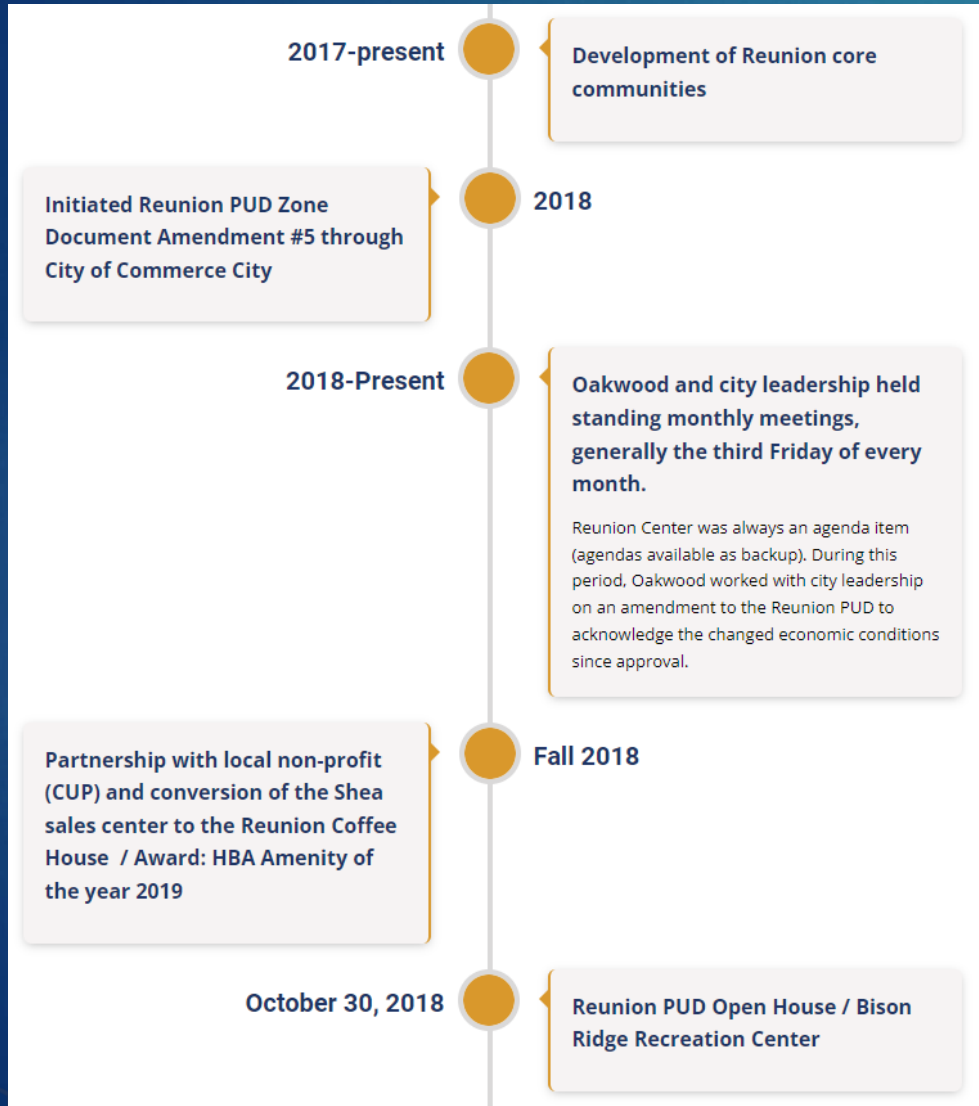 2017-present
Development of Reunion core
communities
2018
Initiated Reunion PUD Zone
Document Amendment #5 through
City of Commerce City
2018-Present
Oakwood and city leadership held
standing monthly meetings,
generally the third Friday of every
month.
Reunion Center was always an agenda item
(agendas available as backup). During this
period, Oakwood worked with city leadership
on an amendment to the Reunion PUD to
acknowledge the changed economic conditions
since approval.
Fall 2018
Partnership with local non-profit
(CUP) and conversion of the Shea
sales center to the Reunion Coffee
House / Award: HBA Amenity of
the year 2019
October 30, 2018
Reunion PUD Open House / Bison
Ridge Recreation Center